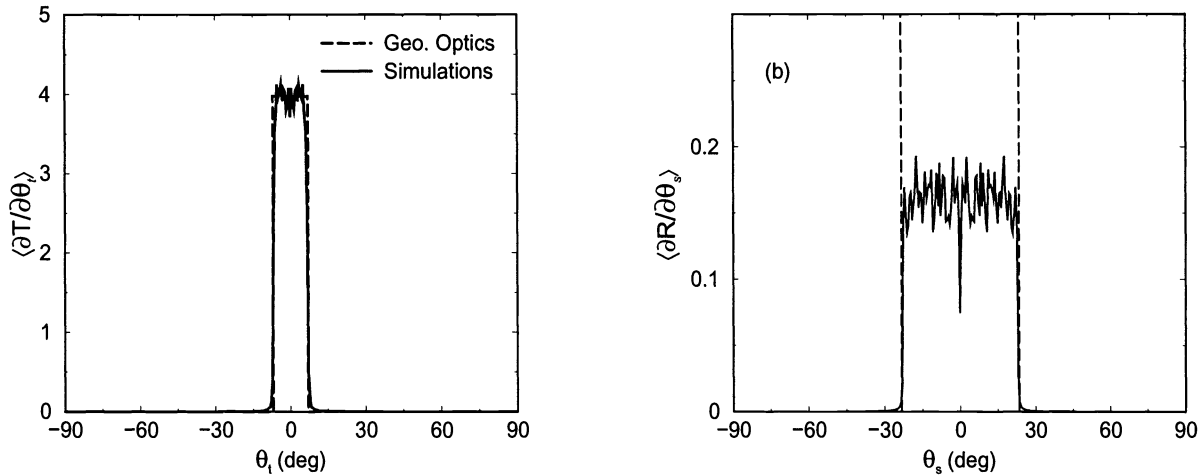 5
4
3
2
1
0
⟨∂T/∂θt⟩
Geo. Optics
Simulations
−90 −60 −30 0 30 60 90
θt (deg)
(b)
0.2
0.1
0
⟨∂R/∂θs⟩
−90 −60 −30 0 30 60 90
θs (deg)